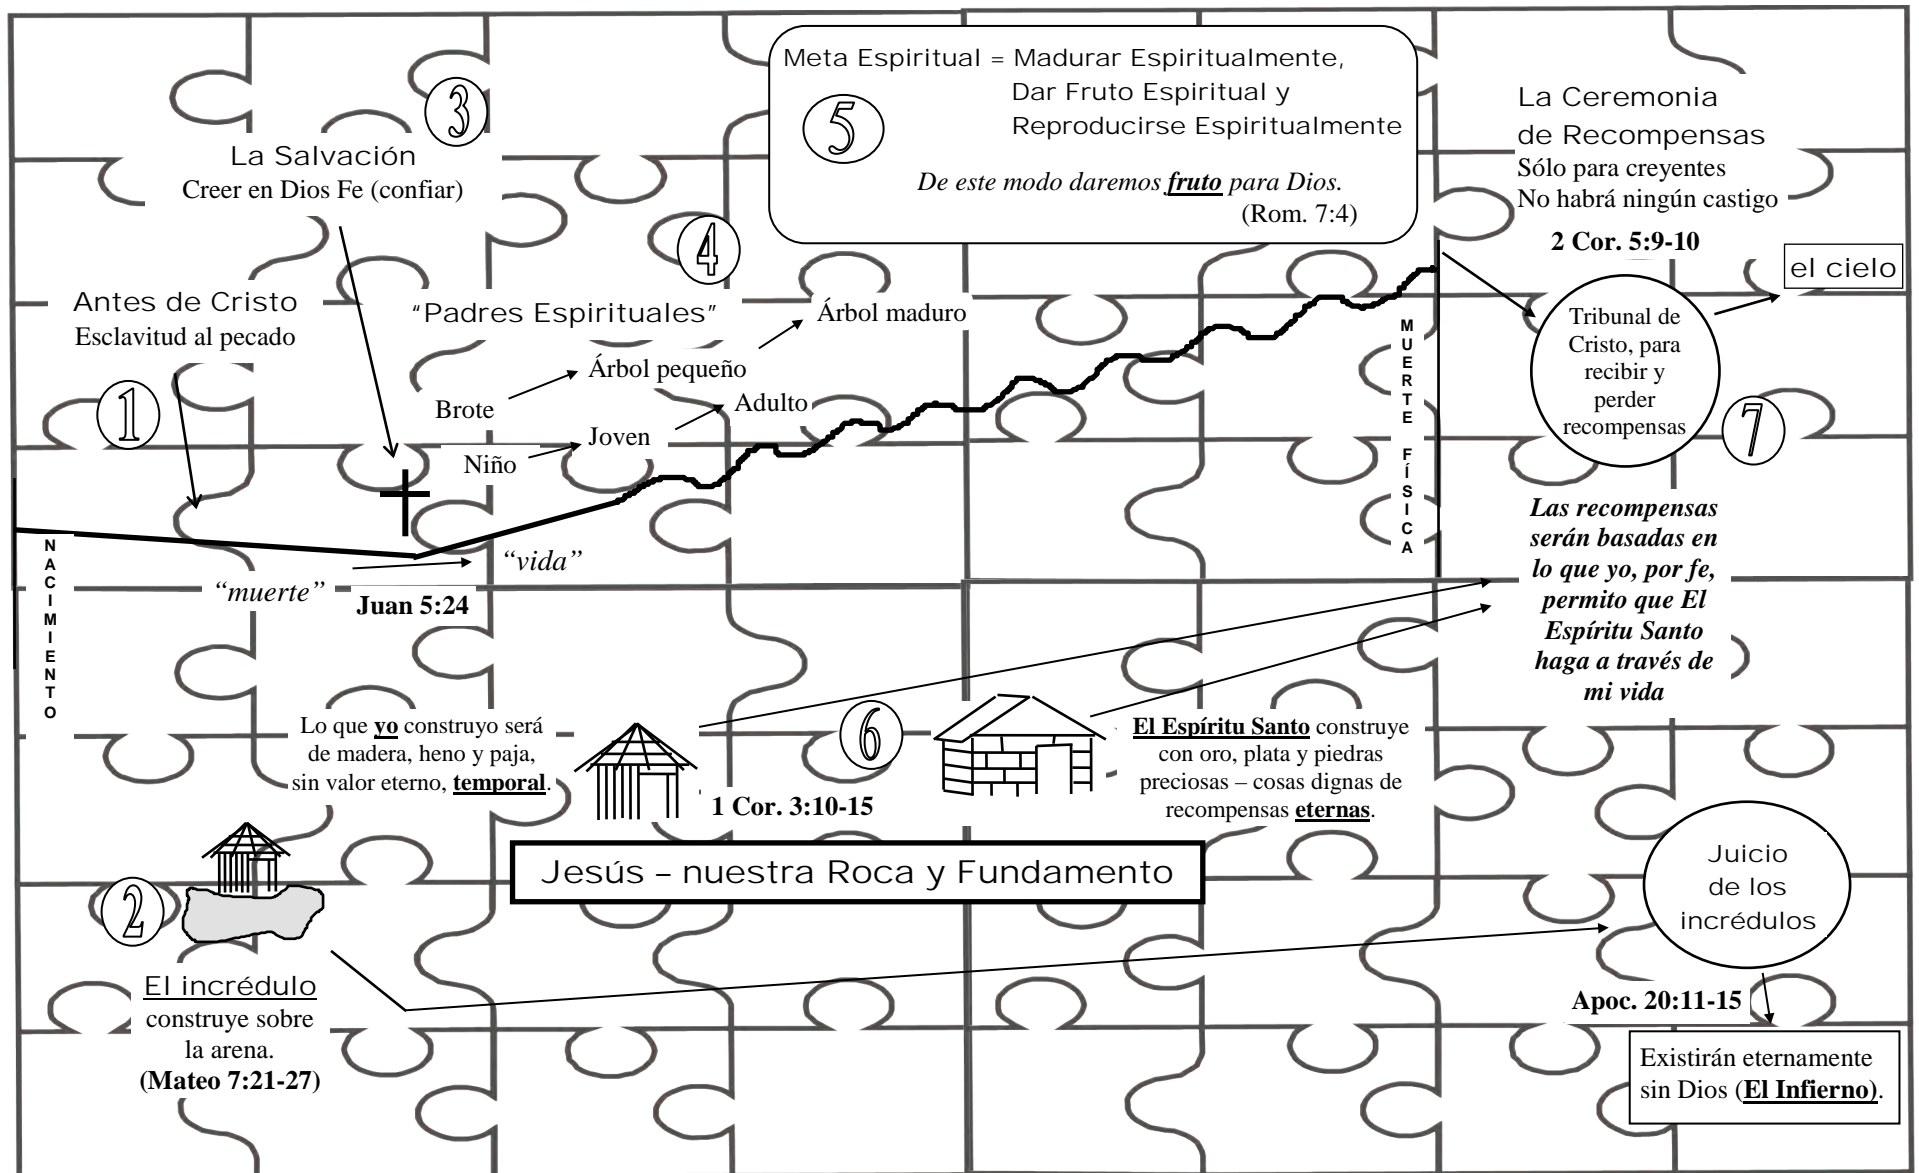 Meta Espiritual = Madurar Espiritualmente,
Dar Fruto Espiritual y
Reproducirse Espiritualmente
5
De este modo daremos fruto para Dios.
(Rom. 7:4)
3
La Salvación
Creer en Dios Fe (confiar)
La Ceremonia
de Recompensas
Sólo para creyentes
No habrá ningún castigo
2 Cor. 5:9-10
el cielo
4
Antes de Cristo
Esclavitud al pecado
1
"Padres Espirituales"
Árbol maduro
Árbol pequeño
Brote
Adulto
Joven
Niño
MUERTE FÍSICA
Tribunal de
Cristo, para
recibir y
perder
recompensas
7
NACIMIENTO
“muerte”
“vida”
Juan 5:24
Las recompensas
serán basadas en
lo que yo, por fe,
permito que El
Espíritu Santo
haga a través de
mi vida
Lo que yo construyo será
de madera, heno y paja,
sin valor eterno, temporal.
1 Cor. 3:10-15
6
El Espíritu Santo construye
con oro, plata y piedras
preciosas – cosas dignas de
recompensas eternas.
Jesús – nuestra Roca y Fundamento
2
El incrédulo
construye sobre
la arena.
(Mateo 7:21-27)
Juicio
de los
incrédulos
Apoc. 20:11-15
Existirán eternamente
sin Dios (El Infierno).